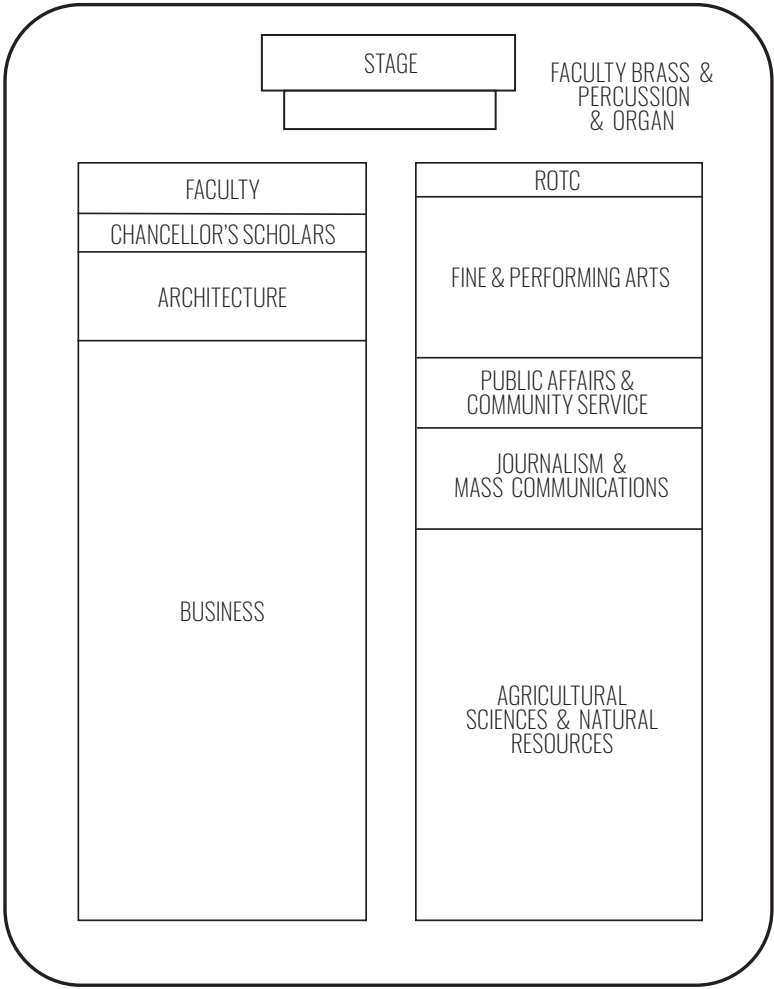 STAGE
FACULTY BRASS &
PERCUSSION
& ORGAN
FACULTY
CHANCELLOR'S SCHOLARS
ARCHITECTURE
BUSINESS
ROTC
FINE & PERFORMING ARTS
PUBLIC AFFAIRS &
COMMUNITY SERVICE
JOURNALISM &
MASS COMMUNICATIONS
AGRICULTURAL
SCIENCES & NATURAL
RESOURCES